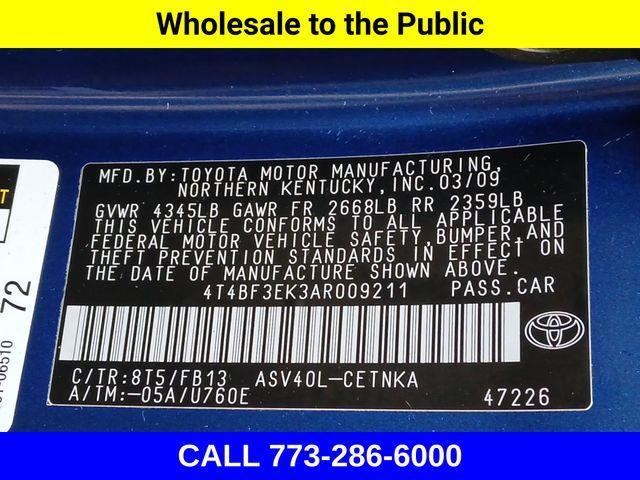 Wholesale to the Public
MFD.BY:TOYOTA MOTOR MANUFACTURING,
NORTHERN KENTUCKY,INC.03/09
GVWR 4345LB GAWR FR 2668LB RR 2359LB
THIS VEHICLE CONFORMS TO ALL APPLICABLE
FEDERAL MOTOR VEHICLE SAFETY,BUMPER,AND
THEFT PREVENTION STANDARDS IN EFFECT ON
THE DATE OF MANUFACTURE SHOWN ABOVE.
4T4BF3EK3AR009211 PASS.CAR
C/TR:8T5/FB13 ASV40L-CETNKA
A/TM:-05A/U760E 47226
72
06510
CALL 773-286-6000